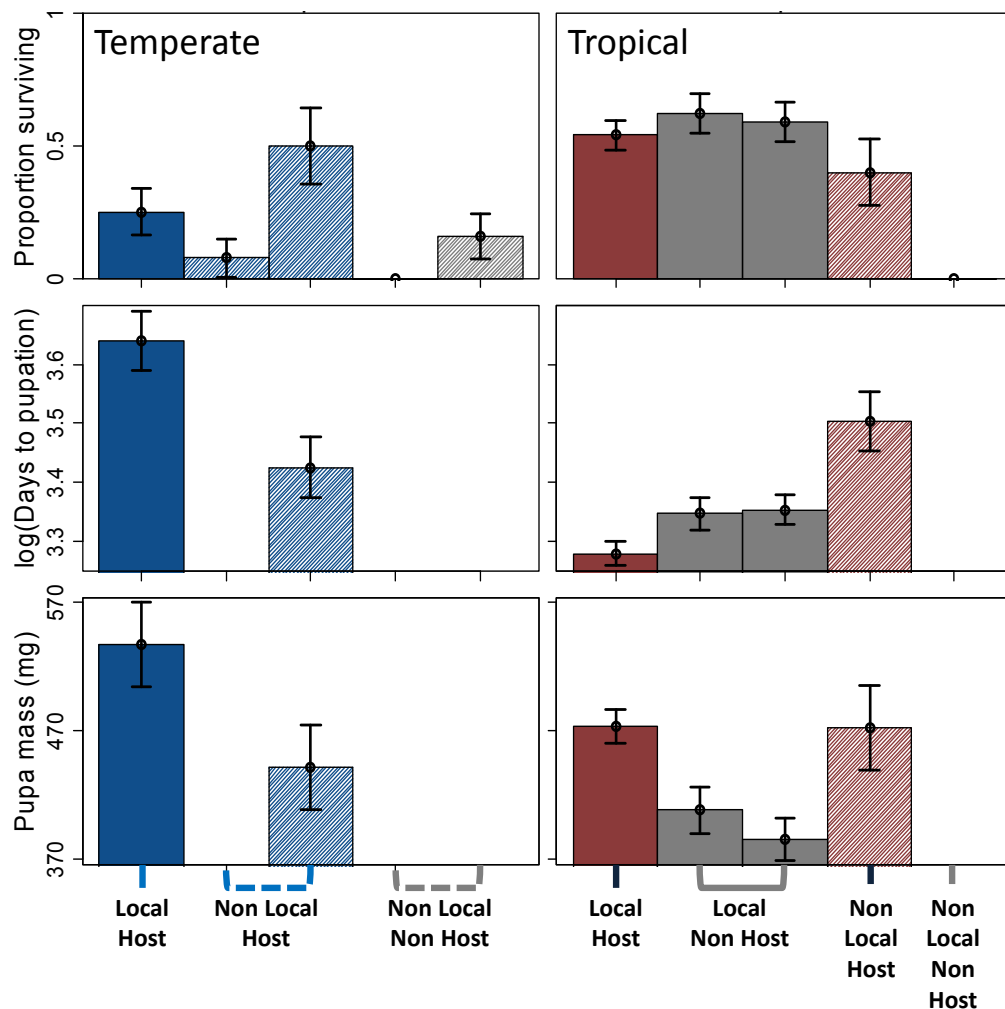 Temperate
Tropical
Proportion surviving
1
0.5
0
log(Days to pupation)
3.6
3.5
3.4
3.3
Pupa mass (mg)
570
470
370
Local
Host
Non Local
Host
Non Local
Non Host
Local
Host
Local
Non Host
Non
Local
Host
Non
Local
Non
Host